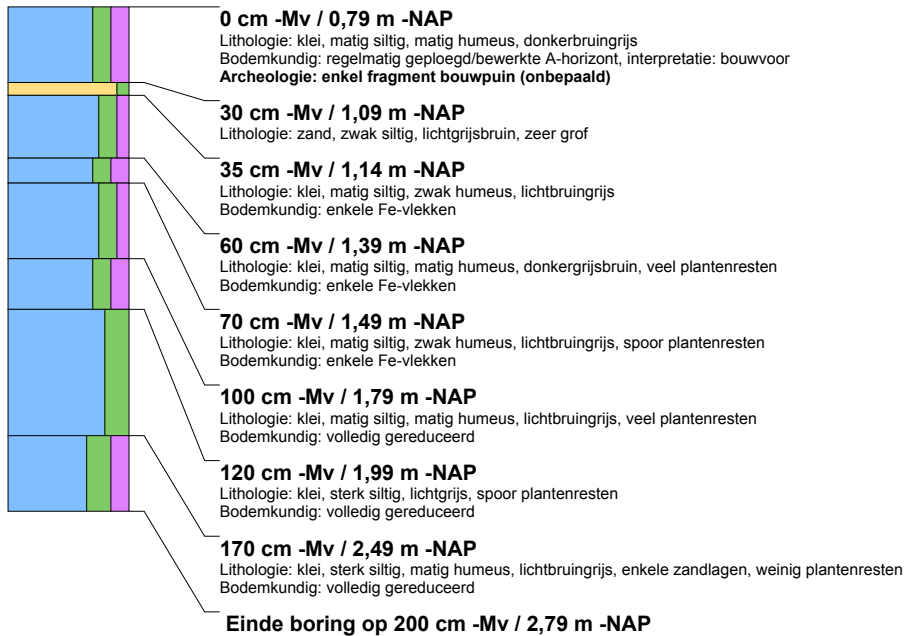 0 cm -Mv / 0,79 m -NAP
Lithologie: klei, matig siltig, matig humeus, donkerbruingrijs
Bodemkundig: regelmatig geploegd/bewerkte A-horizont, interpretatie: bouwvoor
Archeologie: enkel fragment bouwpuin (onbepaald)
30 cm -Mv / 1,09 m -NAP
Lithologie: zand, zwak siltig, lichtgrijsbruin, zeer grof
35 cm -Mv / 1,14 m -NAP
Lithologie: klei, matig siltig, zwak humeus, lichtbruingrijs
Bodemkundig: enkele Fe-vlekken
60 cm -Mv / 1,39 m -NAP
Lithologie: klei, matig siltig, matig humeus, donkergrijsbruin, veel plantenresten
Bodemkundig: enkele Fe-vlekken
70 cm -Mv / 1,49 m -NAP
Lithologie: klei, matig siltig, zwak humeus, lichtbruingrijs, spoor plantenresten
Bodemkundig: enkele Fe-vlekken
100 cm -Mv / 1,79 m -NAP
Lithologie: klei, matig siltig, matig humeus, lichtbruingrijs, veel plantenresten
Bodemkundig: volledig gereduceerd
120 cm -Mv / 1,99 m -NAP
Lithologie: klei, sterk siltig, lichtgrijs, spoor plantenresten
Bodemkundig: volledig gereduceerd
170 cm -Mv / 2,49 m -NAP
Lithologie: klei, sterk siltig, matig humeus, lichtbruingrijs, enkele zandlagen, weinig plantenresten
Bodemkundig: volledig gereduceerd
Einde boring op 200 cm -Mv / 2,79 m -NAP